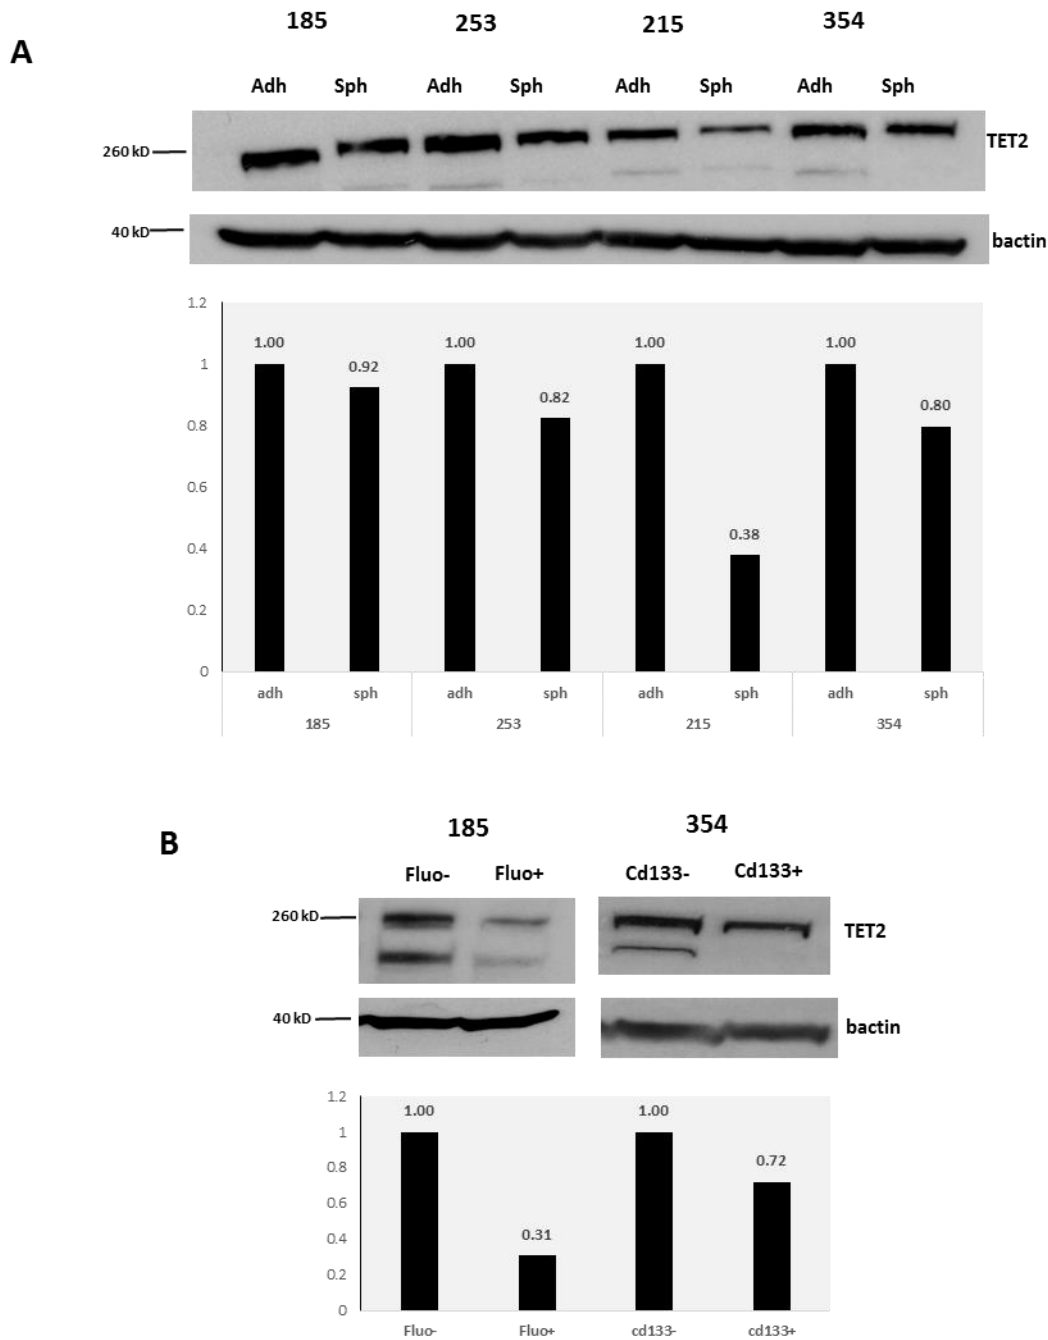 185 253 215 354
A
Adh Sph Adh Sph Adh Sph Adh Sph
260 kD TET2
40 kD bactin
1.2
1.00 1.00 1.00 1.00
1
0.92
0.82
0.80
0.8
0.6
0.38
0.4
0.2
0
adh sph adh sph adh sph adh sph
185 253 215 354
B
185 354
Fluo- Fluo+ Cd133- Cd133+
260 kD TET2
40 kD bactin
1.2
1.00 1.00
1
0.8
0.72
0.6
0.4
0.31
0.2
0
Fluo- Fluo+ cd133- cd133+